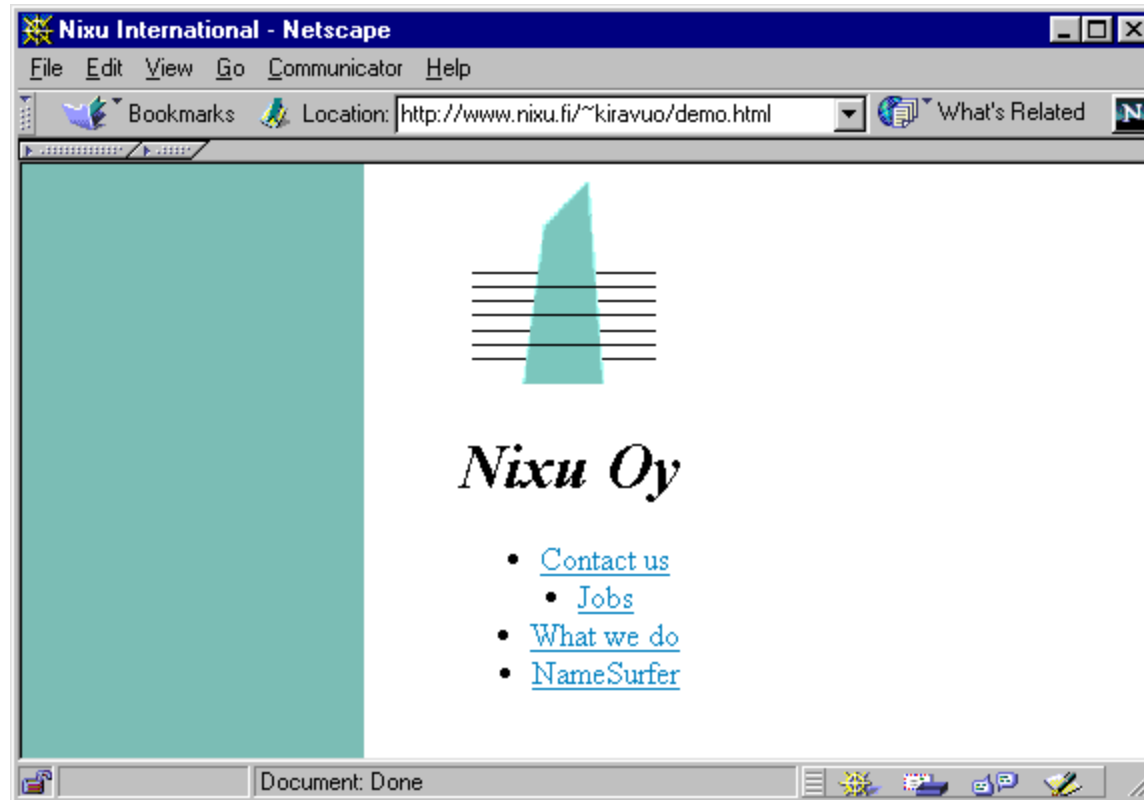 Nixu International - Netscape
File Edit View Go Communicator Help
Bookmarks Location: http://www.nixu.fi/~kiravuo/demo.html What's Related N
Nixu Oy
• Contact us
• Jobs
• What we do
• NameSurfer
Document: Done